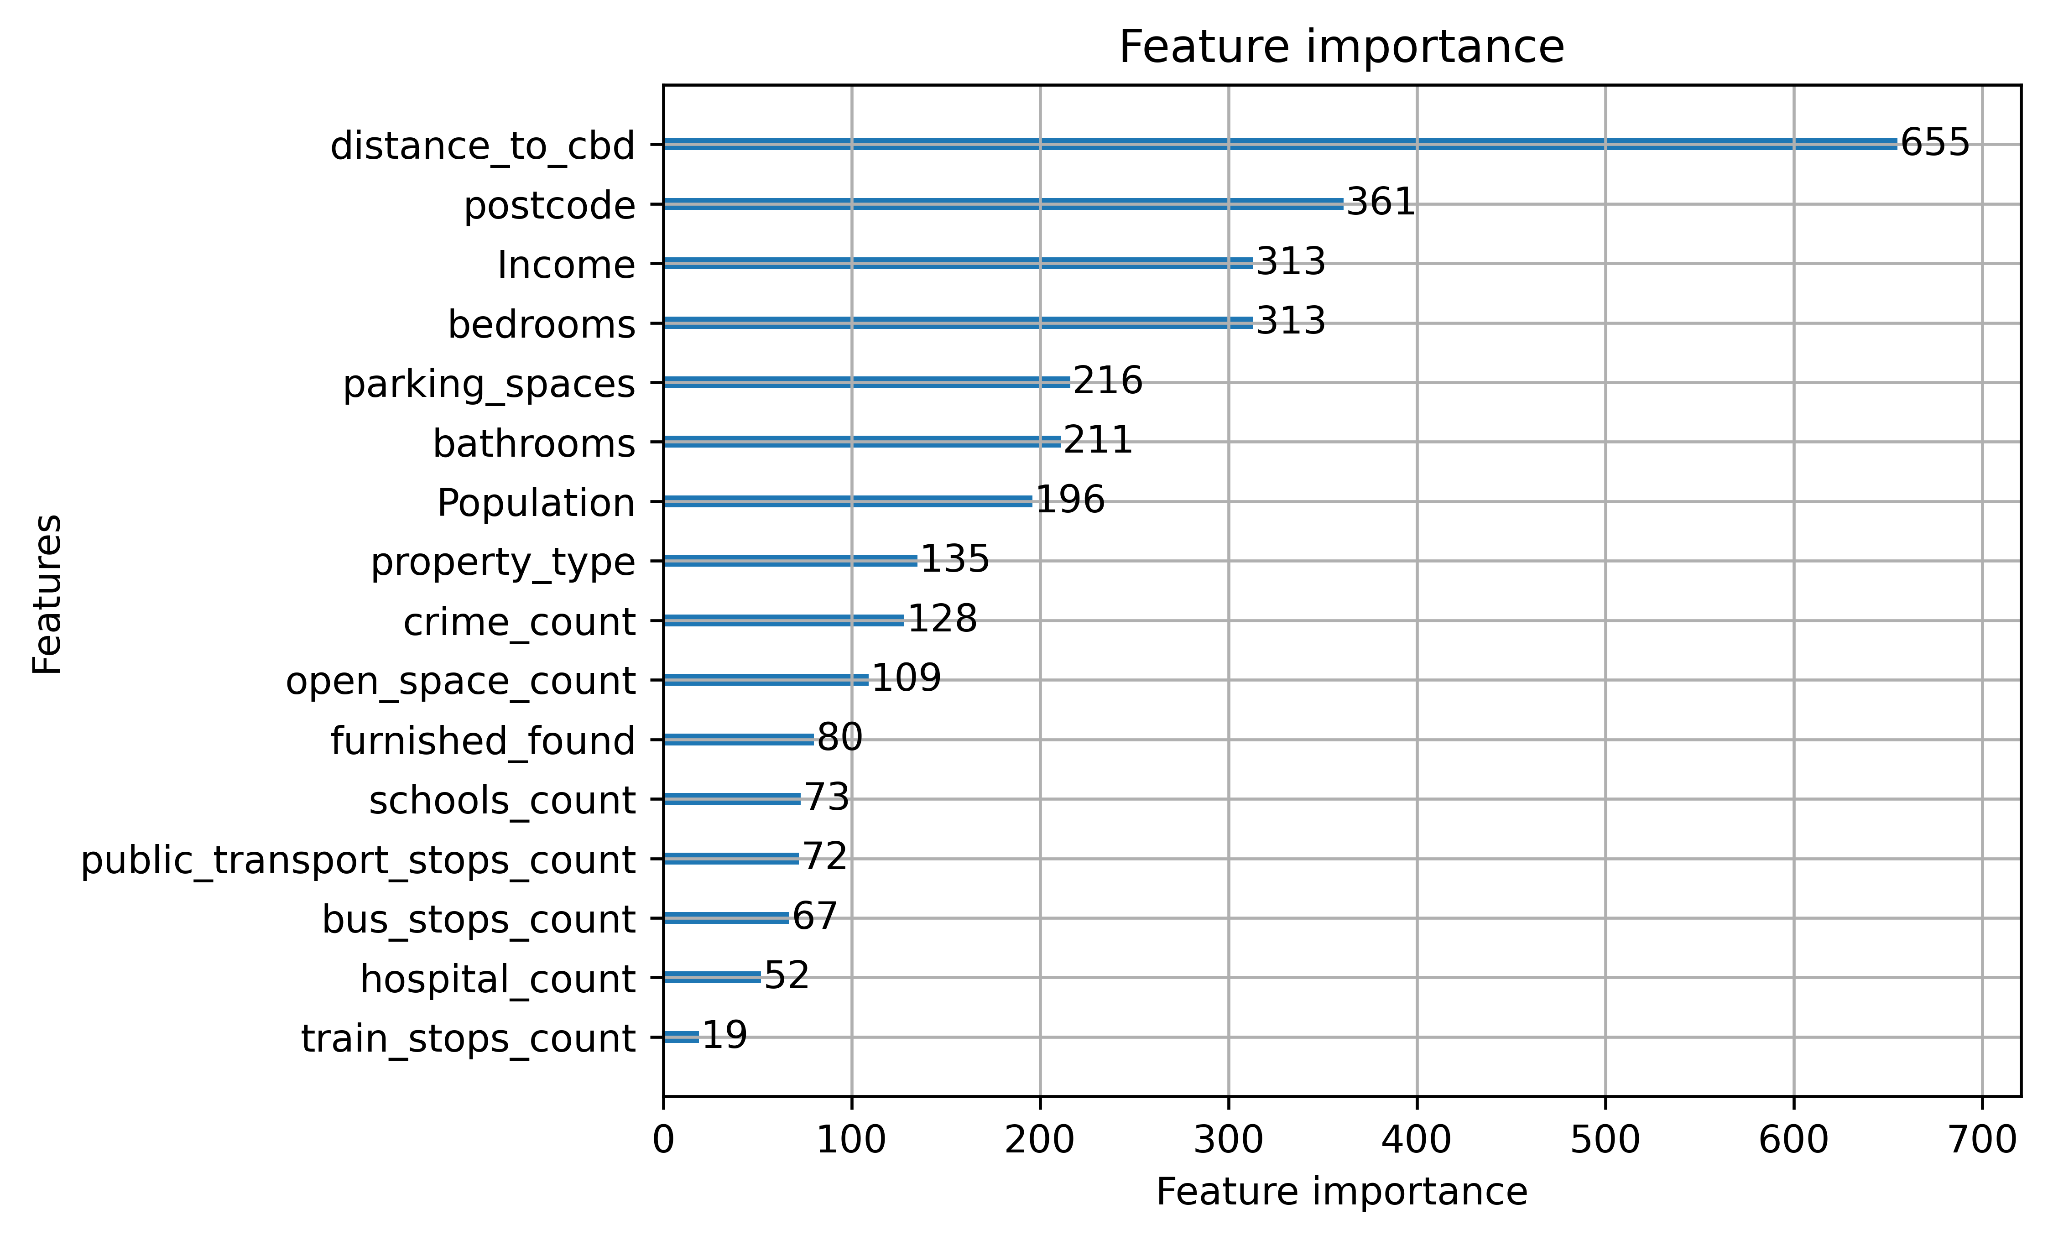 Feature importance
distance_to_cbd 655
postcode 361
Income 313
bedrooms 313
parking_spaces 216
bathrooms 211
Population 196
property_type 135
crime_count 128
open_space_count 109
furnished_found 80
schools_count 73
public_transport_stops_count 72
bus_stops_count 67
hospital_count 52
train_stops_count 19
Features
0 100 200 300 400 500 600 700
Feature importance